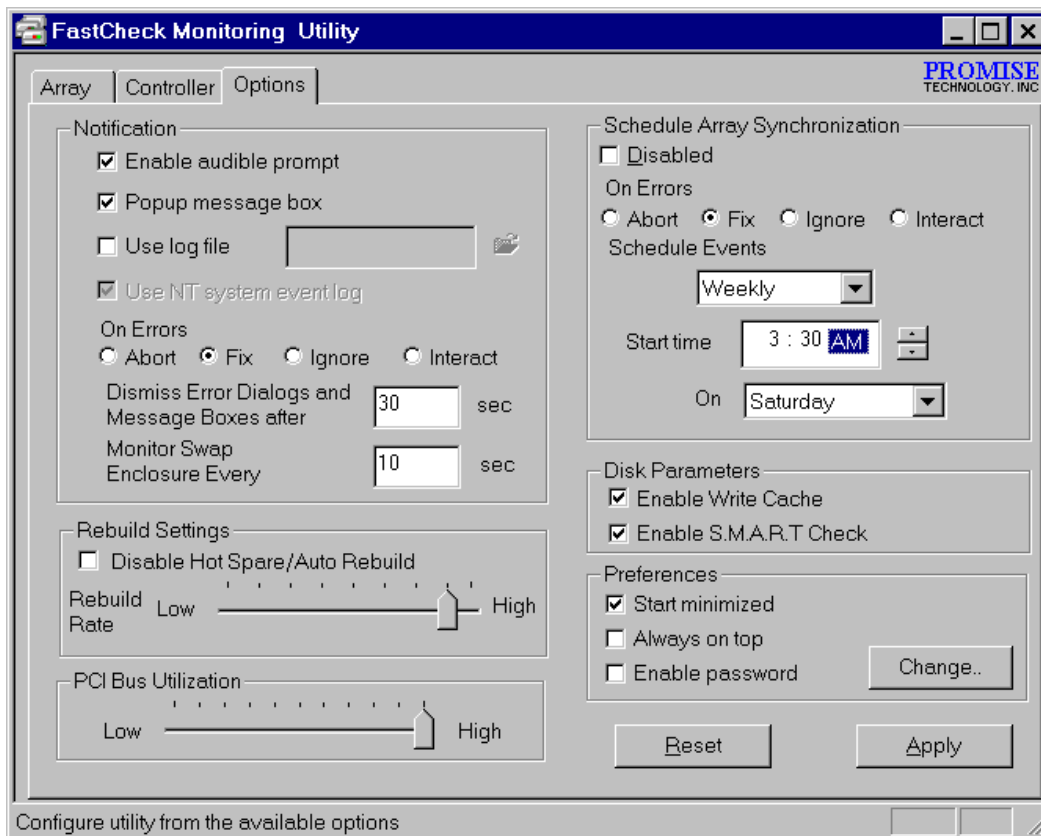 FastCheck Monitoring  Utility
PROMISE
TECHNOLOGY, INC
Array
Controller
Options
Notification
Enable audible prompt
Popup message box
Use log file
Use NT system event log
On Errors
Abort
Fix
Ignore
Interact
Dismiss Error Dialogs and
Message Boxes after
30
sec
Monitor Swap
Enclosure Every
10
sec
Rebuild Settings
Disable Hot Spare/Auto Rebuild
Rebuild
Rate
Low
High
PCI Bus Utilization
Low
High
Schedule Array Synchronization
Disabled
On Errors
Abort
Fix
Ignore
Interact
Schedule Events
Weekly
Start time
3 : 30 AM
On
Saturday
Disk Parameters
Enable Write Cache
Enable S.M.A.R.T Check
Preferences
Start minimized
Always on top
Enable password
Change..
Reset
Apply
Configure utility from the available options